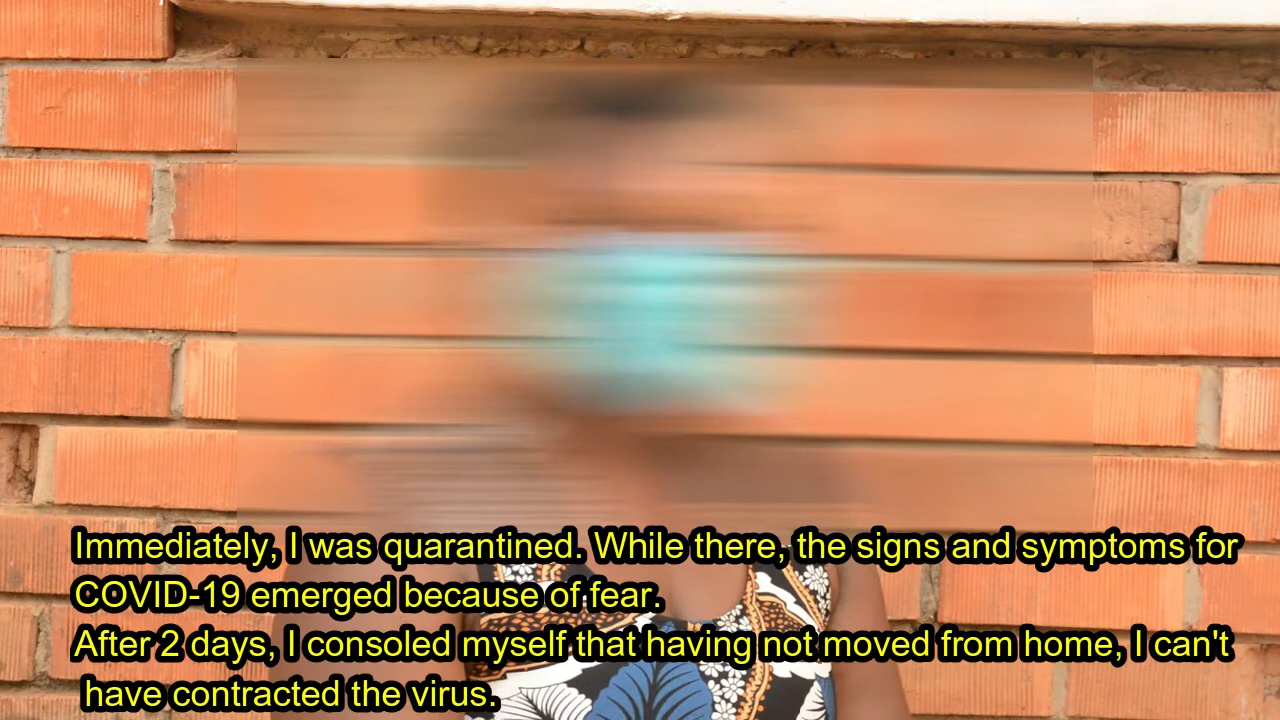 Immediately, I was quarantined. While there, the signs and symptoms for
COVID-19 emerged because of fear.
After 2 days, I consoled myself that having not moved from home, I can't
have contracted the virus.